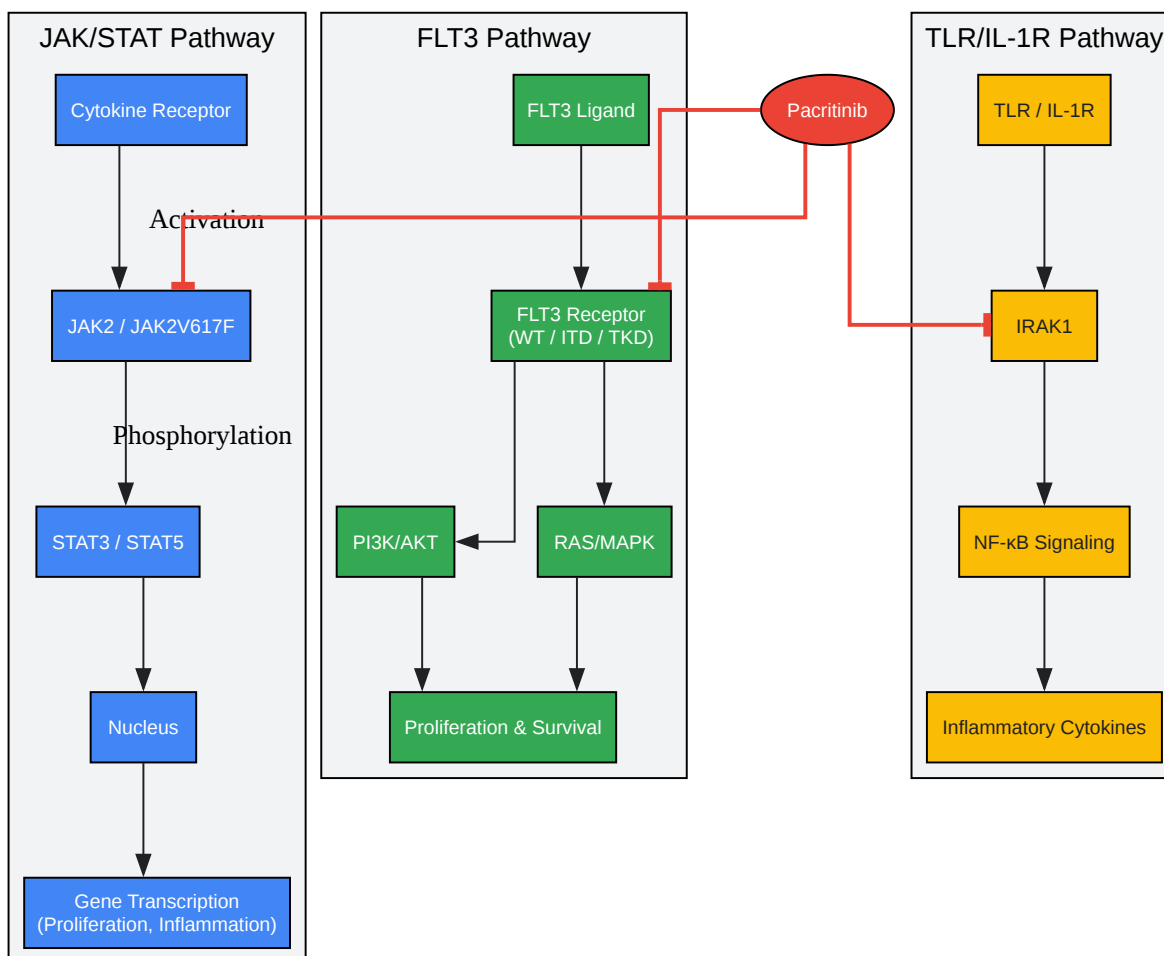 JAK/STAT Pathway
FLT3 Pathway
TLR/IL-1R Pathway
Cytokine Receptor
FLT3 Ligand
Pacritinib
TLR / IL-1R
Activation
JAK2 / JAK2V617F
FLT3 Receptor
(WT / ITD / TKD)
IRAK1
Phosphorylation
STAT3 / STAT5
PI3K/AKT
RAS/MAPK
NF-κB Signaling
Nucleus
Proliferation & Survival
Inflammatory Cytokines
Gene Transcription
(Proliferation, Inflammation)